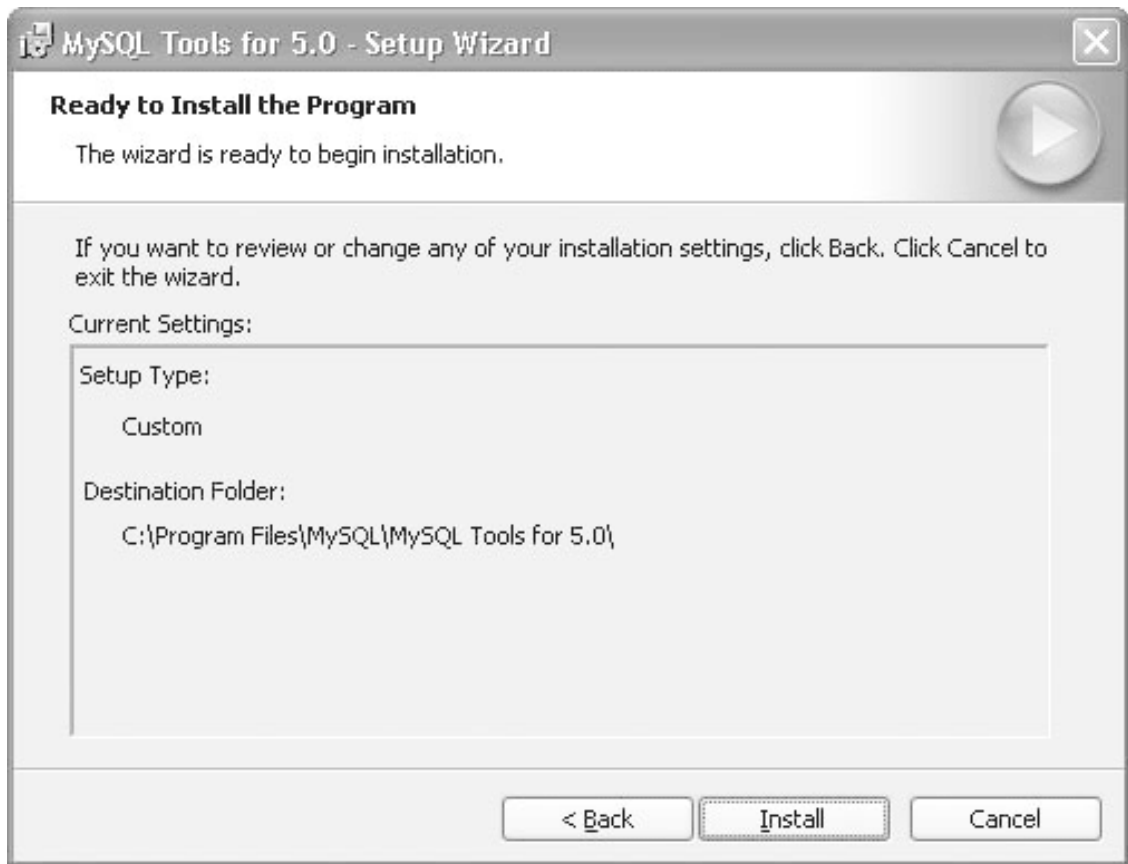 MySQL Tools for 5.0 - Setup Wizard
Ready to Install the Program
The wizard is ready to begin installation.
If you want to review or change any of your installation settings, click Back. Click Cancel to
exit the wizard.
Current Settings:
Setup Type:
Custom
Destination Folder:
C:\Program Files\MySQL\MySQL Tools for 5.0\
< Back
Install
Cancel